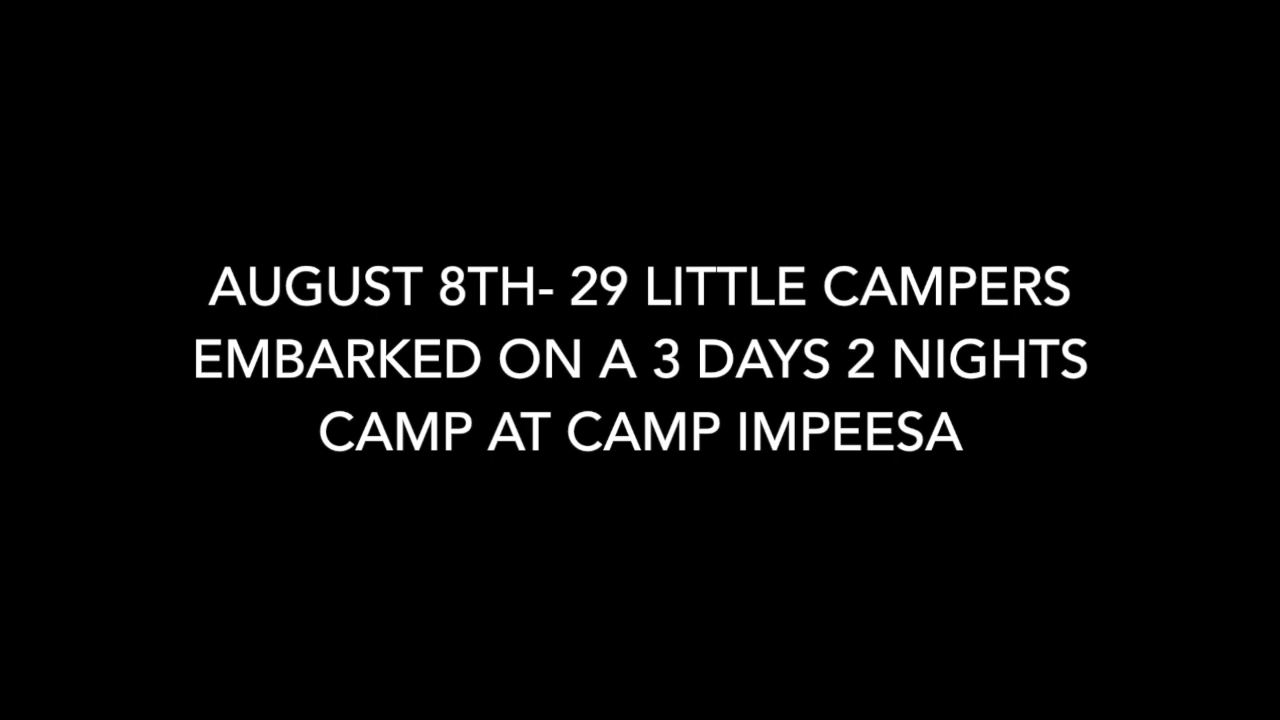 AUGUST 8TH- 29 LITTLE CAMPERS
EMBARKED ON A 3 DAYS 2 NIGHTS
CAMP AT CAMP IMPEESA